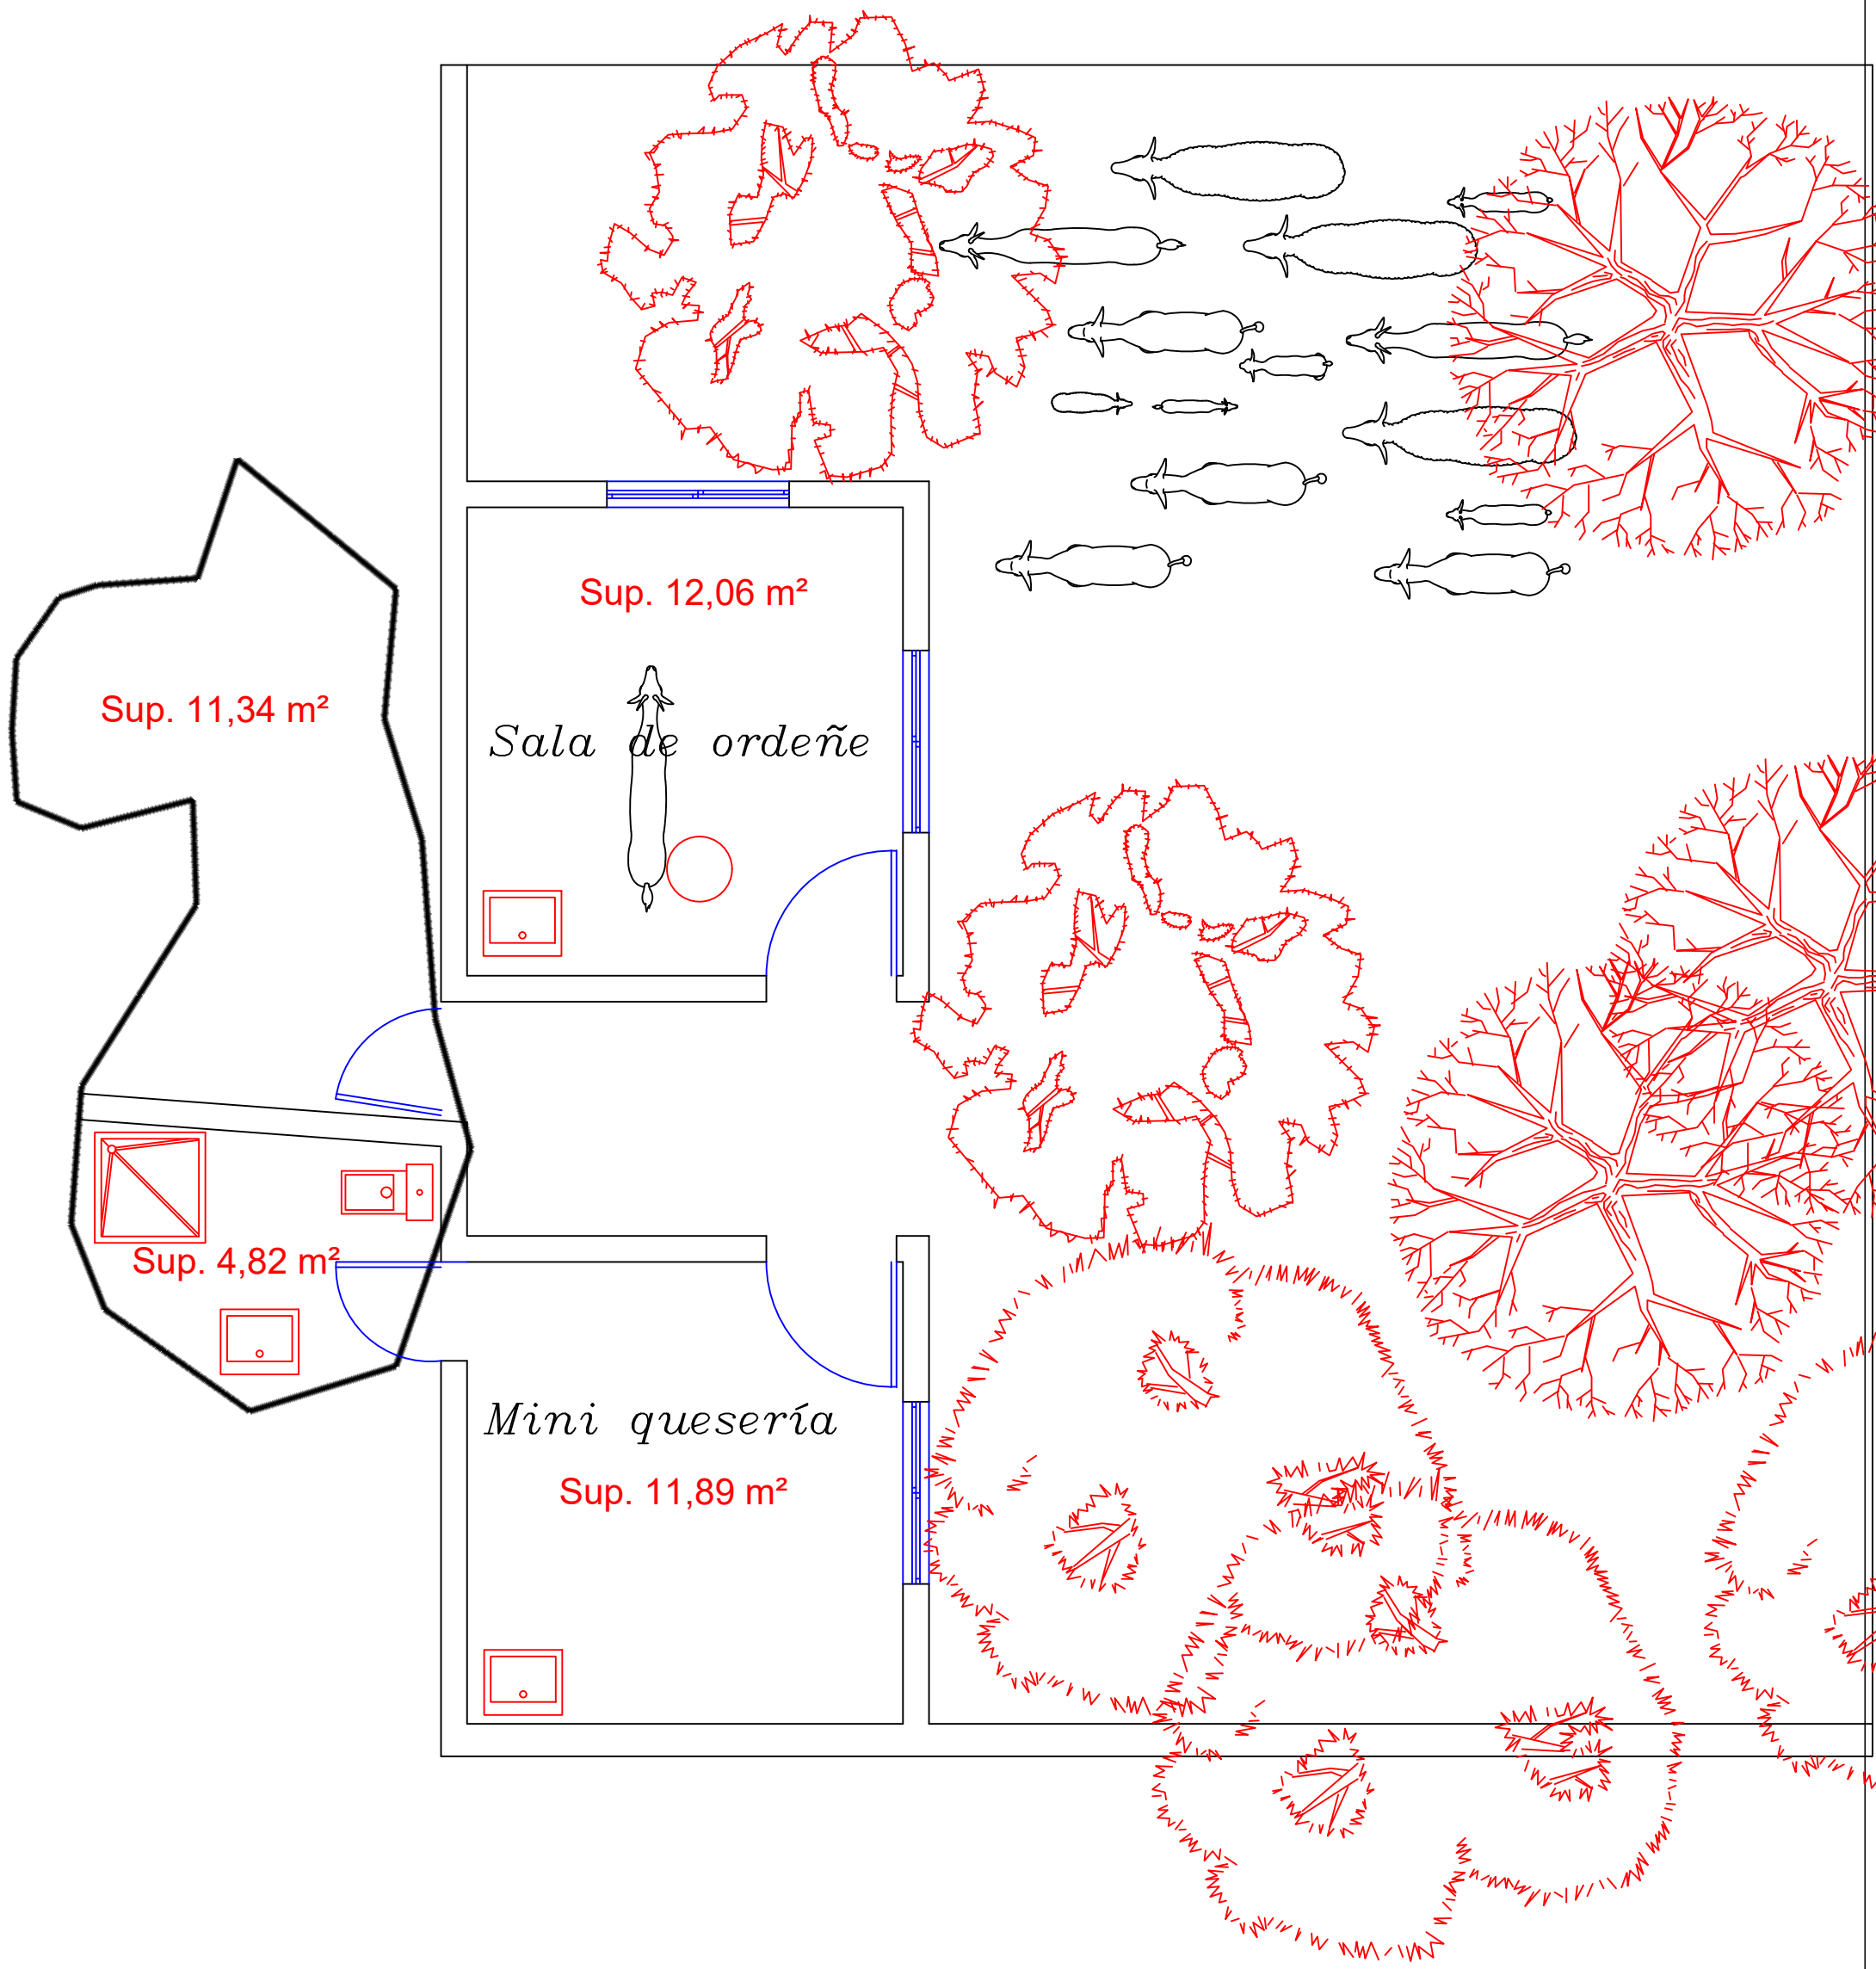 Sup. 12,06 m²
Sup. 11,34 m²
Sala de ordeñe
Sup. 4,82 m²
Mini quesería
Sup. 11,89 m²